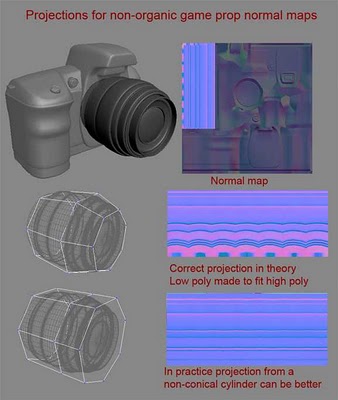 Projections for non-organic game prop normal maps
Normal map
Correct projection in theory
Low poly made to fit high poly
In practice projection from a
non-conical cylinder can be better